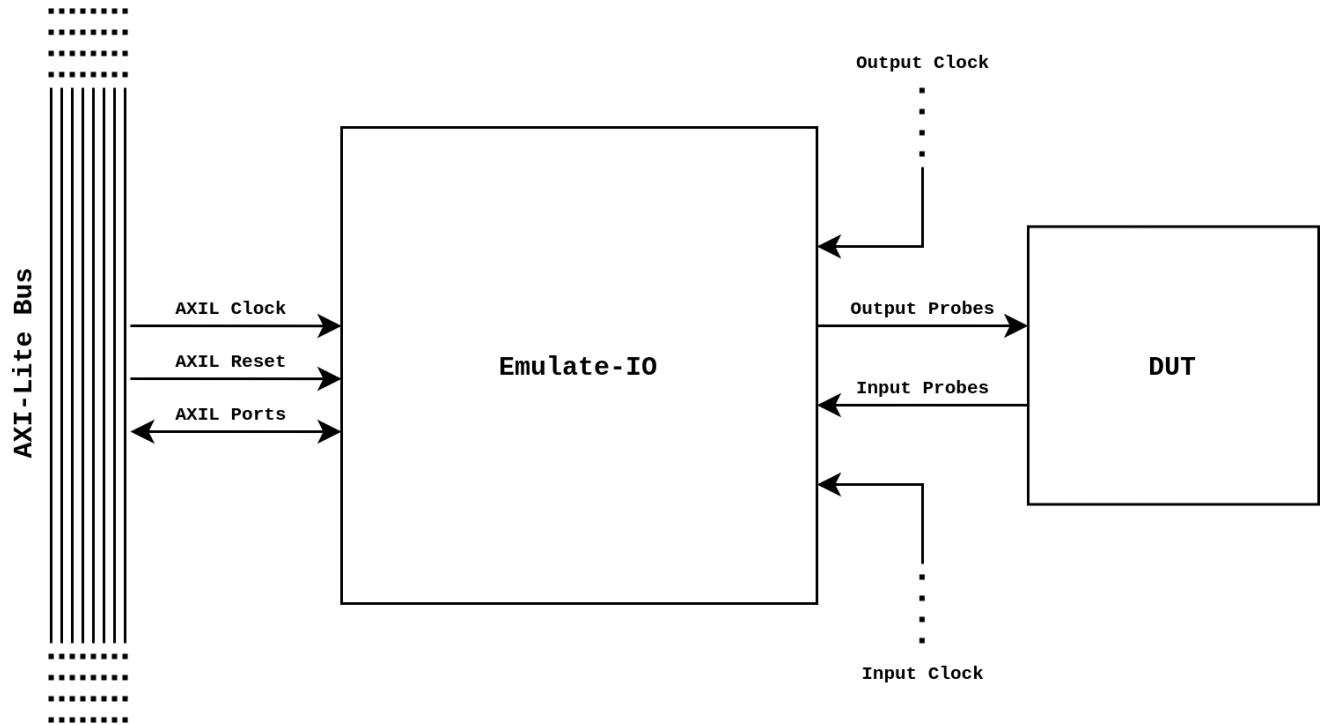 Output Clock
AXI-Lite Bus
AXIL Clock
AXIL Reset
AXIL Ports
Emulate-IO
Output Probes
Input Probes
DUT
Input Clock